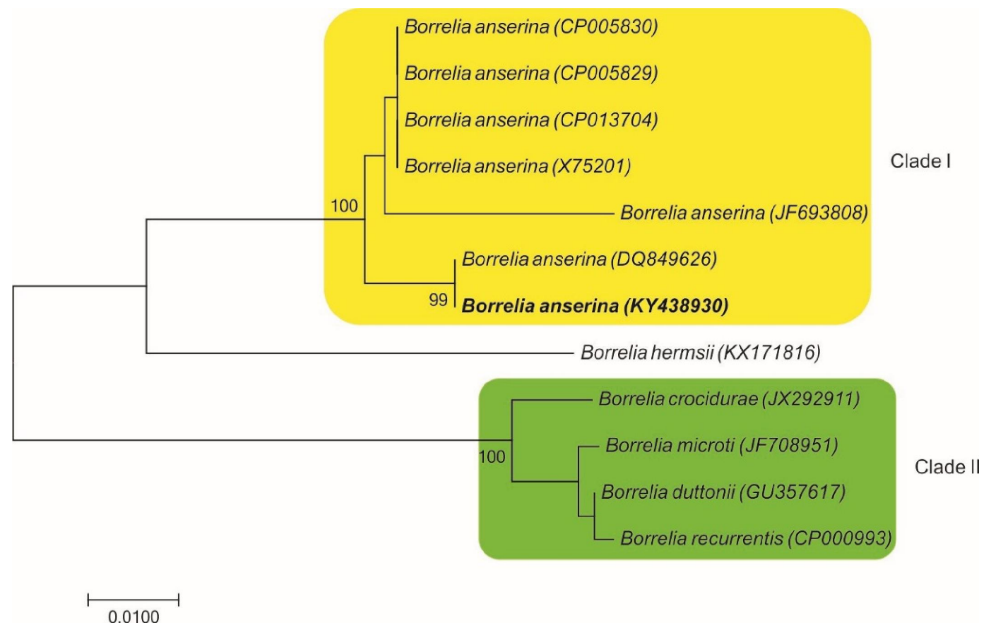 Borrelia anserina (CP005830)
Borrelia anserina (CP005829)
Borrelia anserina (CP013704)
Borrelia anserina (X75201)
Clade I
100
Borrelia anserina (JF693808)
Borrelia anserina (DQ849626)
99
Borrelia anserina (KY438930)
Borrelia hermsii (KX171816)
Borrelia crocidurae (JX292911)
100
Borrelia microti (JF708951)
Clade II
Borrelia duttonii (GU357617)
Borrelia recurrentis (CP000993)
0.0100